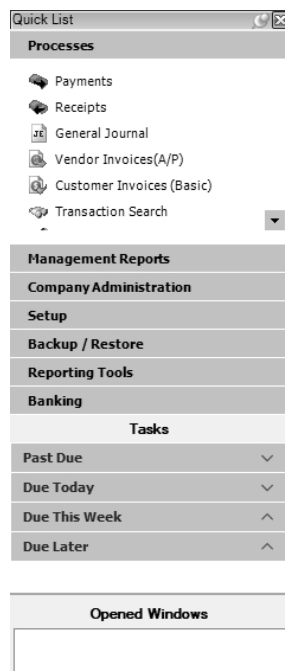 Quick List
Processes
Payments
Receipts
JE General Journal
Vendor Invoices(A/P)
Customer Invoices (Basic)
Transaction Search
Management Reports
Company Administration
Setup
Backup / Restore
Reporting Tools
Banking
Tasks
Past Due
Due Today
Due This Week
Due Later
Opened Windows